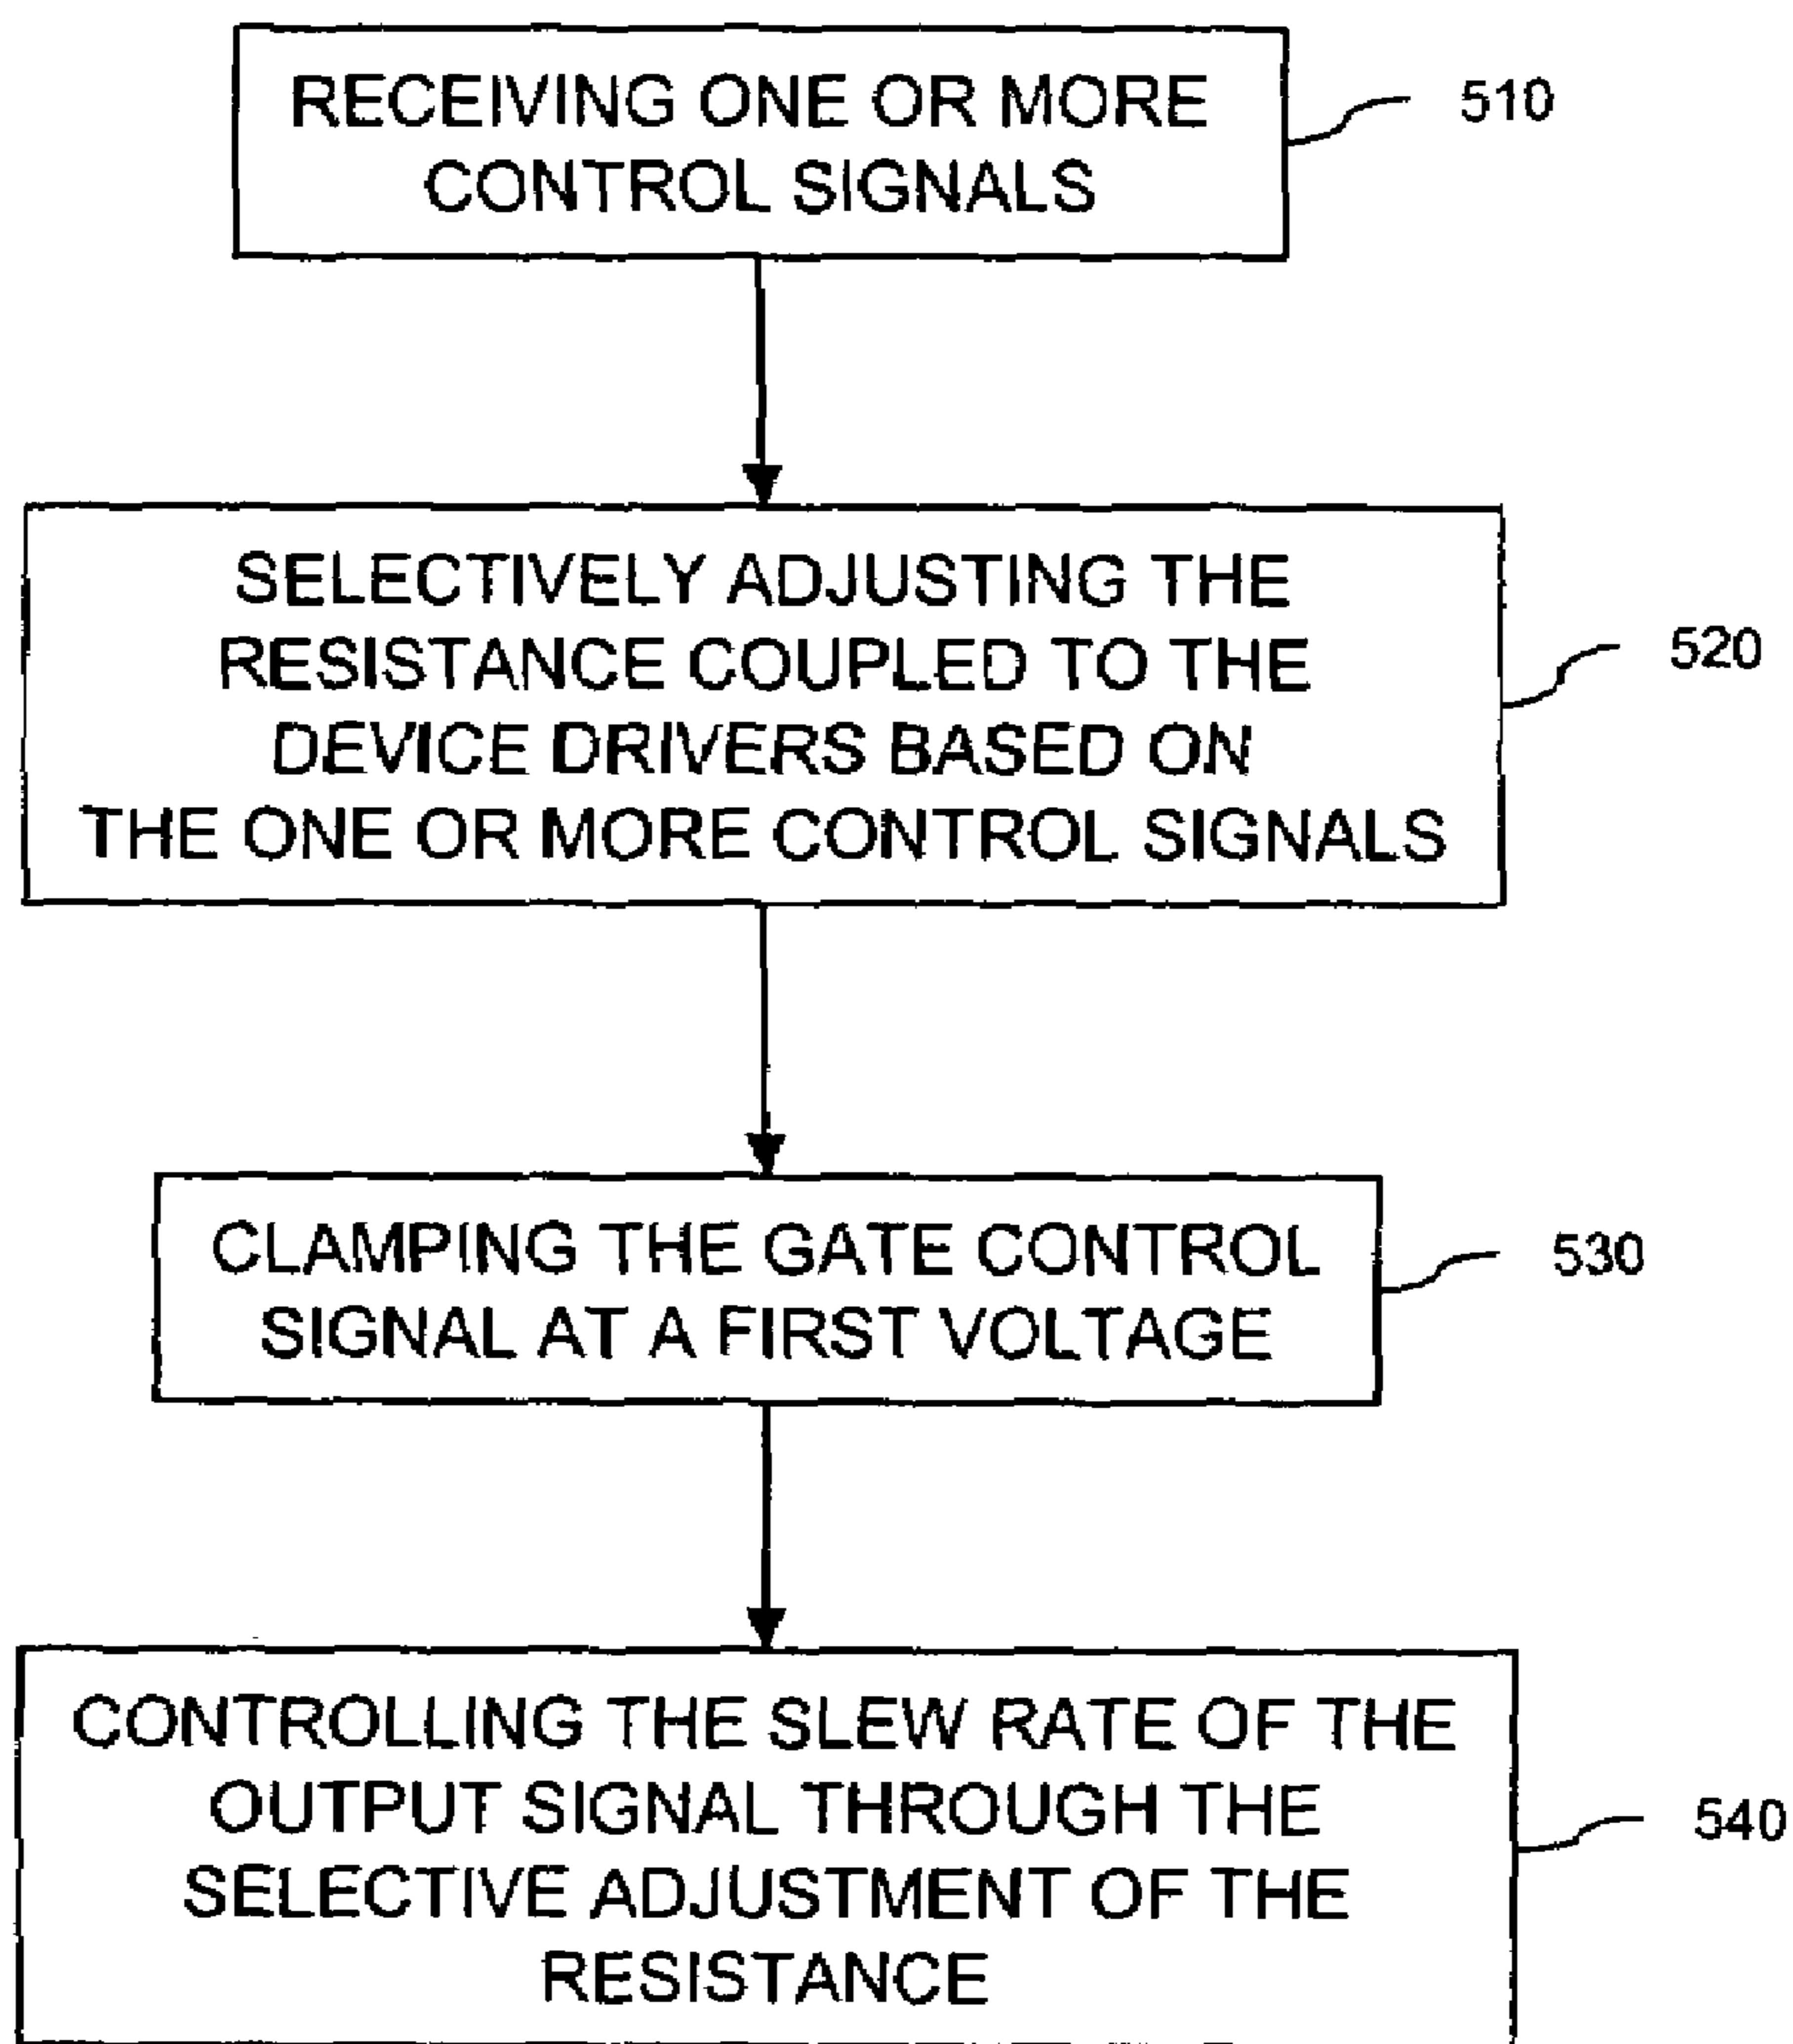 RECEIVING ONE OR MORE
CONTROL SIGNALS
510
SELECTIVELY ADJUSTING THE
RESISTANCE COUPLED TO THE
DEVICE DRIVERS BASED ON
THE ONE OR MORE CONTROL SIGNALS
520
CLAMPING THE GATE CONTROL
SIGNAL AT A FIRST VOLTAGE
530
CONTROLLING THE SLEW RATE OF THE
OUTPUT SIGNAL THROUGH THE
SELECTIVE ADJUSTMENT OF THE
RESISTANCE
540